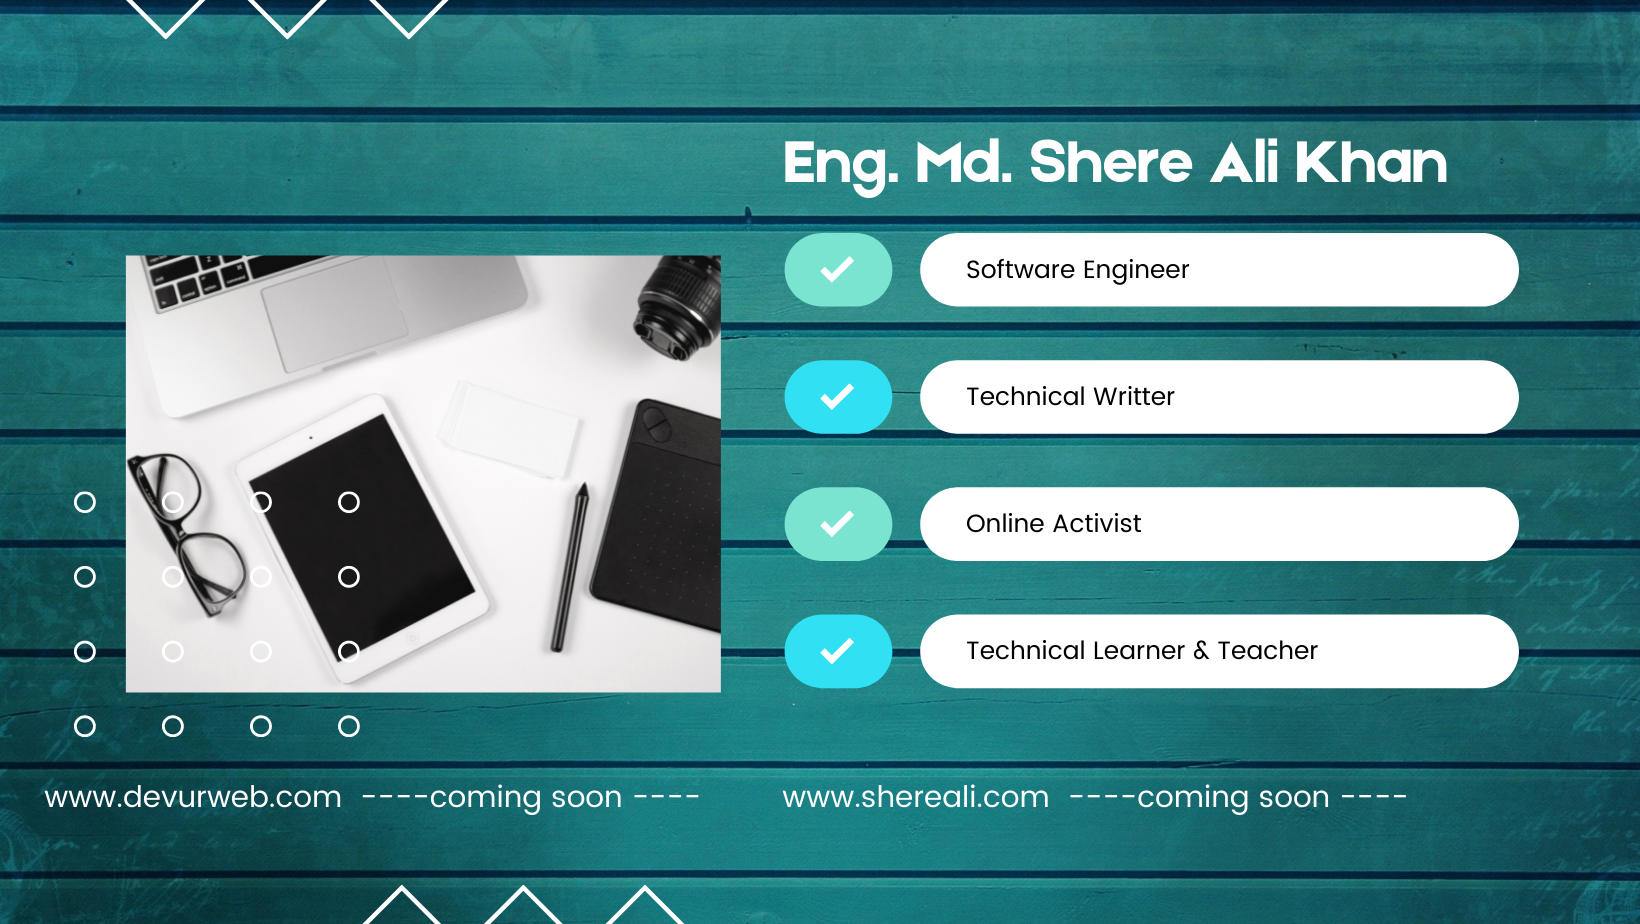 Eng. Md. Shere Ali Khan
Software Engineer
Technical Writter
Online Activist
Technical Learner & Teacher
www.devurweb.com ----coming soon ----
www.shereali.com ----coming soon ----